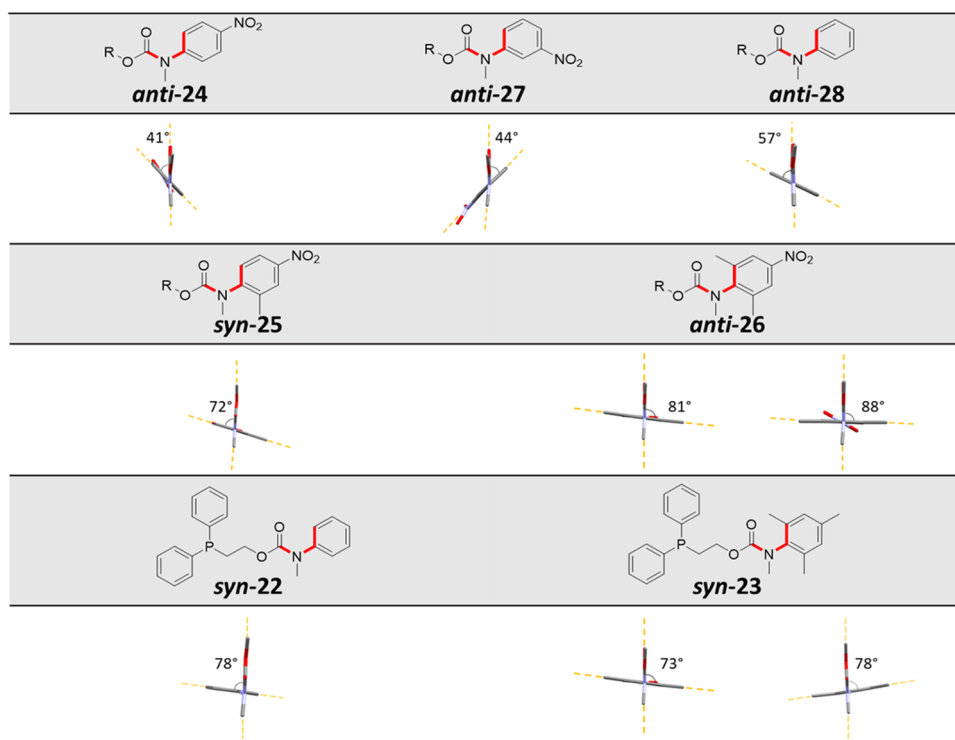 O NO₂ R O N
anti-24
O R O N NO₂
anti-27
O R O N
anti-28
41° 44° 57°
O NO₂ R O N
syn-25
O NO₂ R O N
anti-26
72° 81° 88°
P O O N
syn-22
P O O N
syn-23
78° 73° 78°